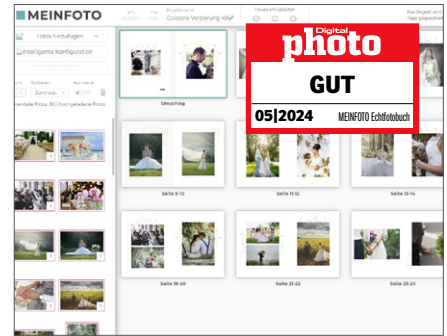 MEINFOTO
Fotos hinzufügen
Intelligente Konfiguration
Goldene Verzierung
Umschlag
Digital
photo
GUT
05|2024
MEINFOTO Echtfotobuch
Seite 9-10
Seite 11-12
Seite 13-14
Seite 19-20
Seite 21-22
Seite 23-24